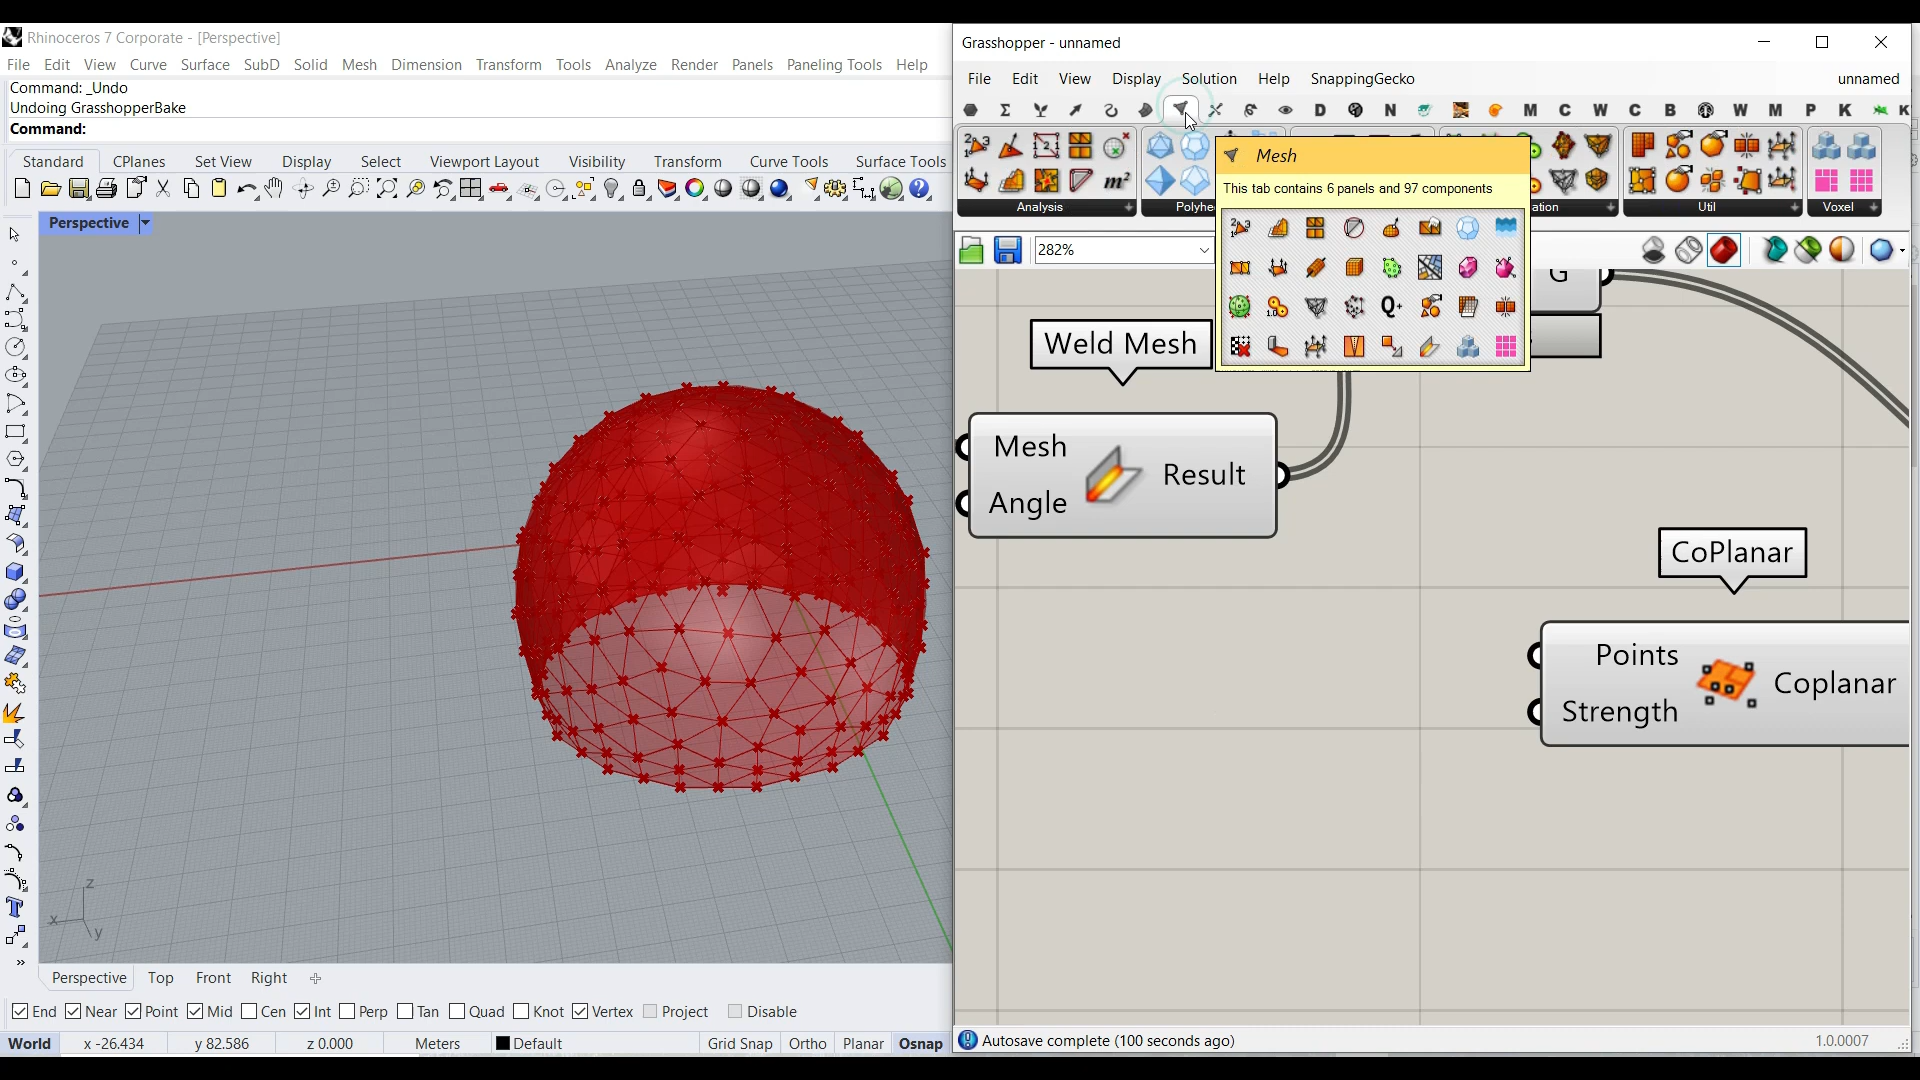 Rhinoceros 7 Corporate - [Perspective]
File Edit View Curve Surface SubD Solid Mesh Dimension Transform Tools Analyze Render Panels Paneling Tools Help
Command: _Undo
Undoing GrasshopperBake
Command:
Standard CPlanes Set View Display Select Viewport Layout Visibility Transform Curve Tools Surface Tools
Perspective
z
x
y
Perspective Top Front Right
End Near Point Mid Cen Int Perp Tan Quad Knot Vertex Project Disable
World x -26.434 y 82.586 z 0.000 Meters Default Grid Snap Ortho Planar Osnap
Grasshopper - unnamed
File Edit View Display Solution Help SnappingGecko unnamed
D N M C W C B W M P K K
Analysis Polyhe ation Util Voxel
Mesh
This tab contains 6 panels and 97 components
282%
G
Weld Mesh
Mesh
Angle
Result
CoPlanar
Points
Strength
Coplanar
Autosave complete (100 seconds ago) 1.0.0007